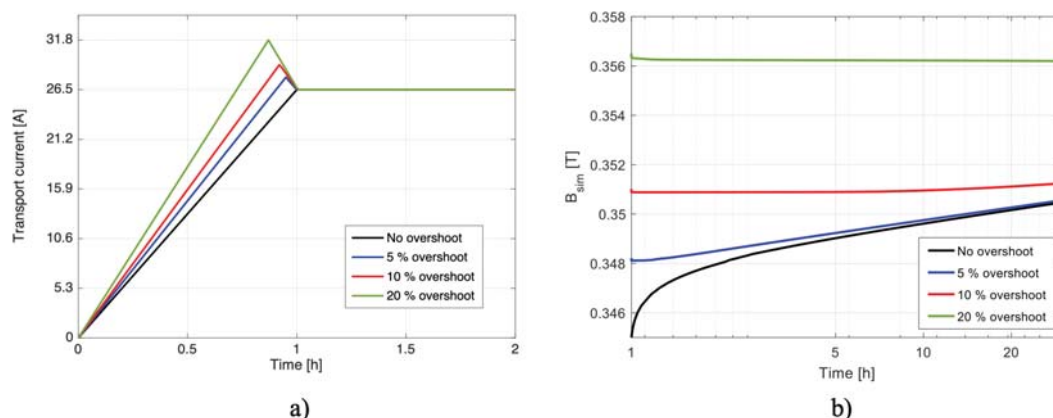 31.8
26.5
21.2
15.9
10.6
5.3
0
Transport current [A]
No overshoot
5 % overshoot
10 % overshoot
20 % overshoot
0 0.5 1 1.5 2
Time [h]
a)
0.358
0.356
0.354
0.352
0.35
0.348
0.346
B_sim [T]
No overshoot
5 % overshoot
10 % overshoot
20 % overshoot
1 5 10 20
Time [h]
b)